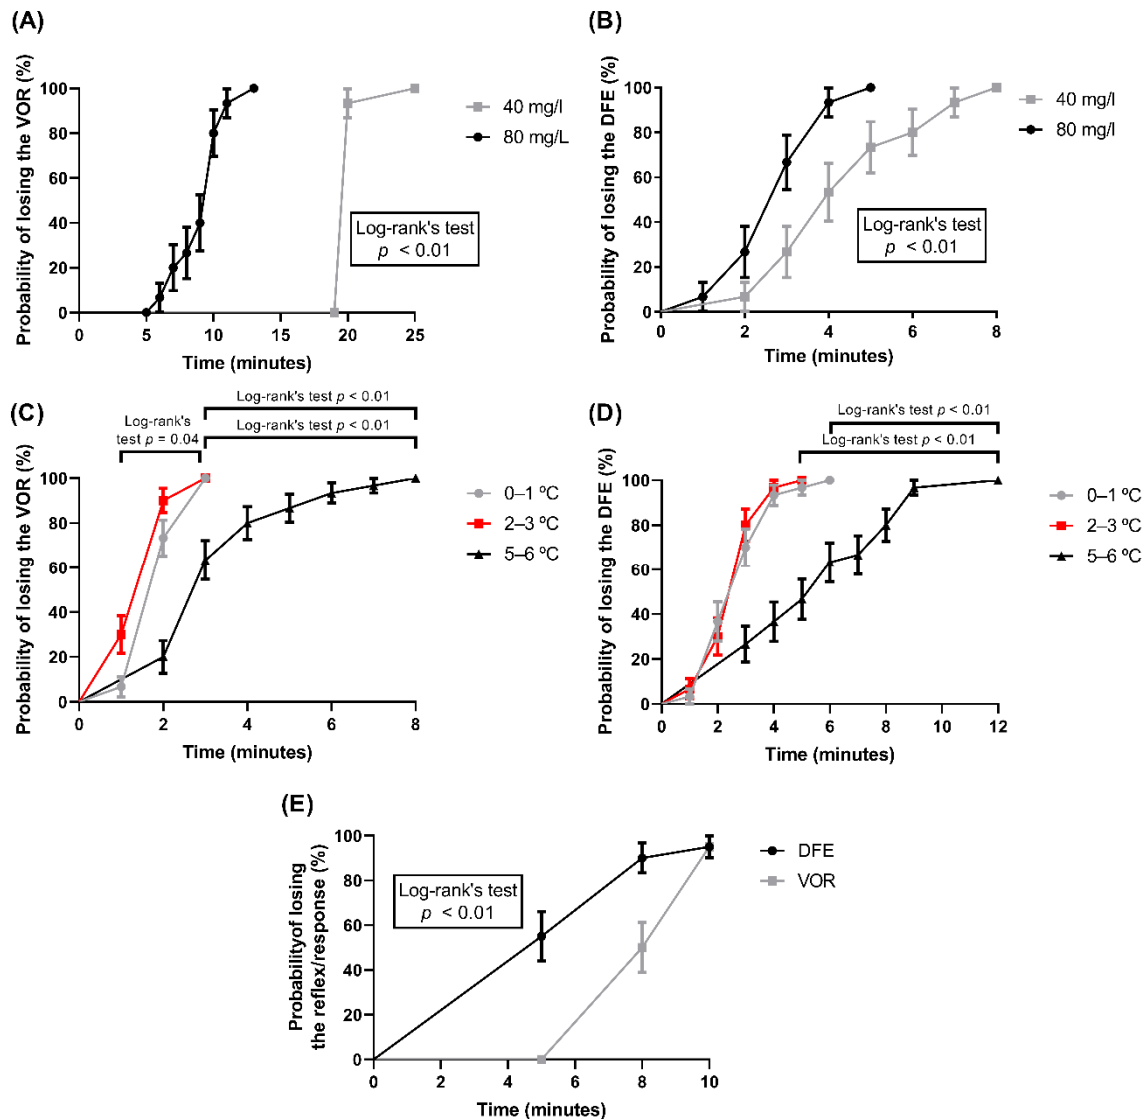 (A)
Probability of losing the VOR (%)
100
80
60
40
20
0
0 5 10 15 20 25
Time (minutes)
40 mg/l
80 mg/L
Log-rank's test
p < 0.01
(B)
Probability of losing the DFE (%)
100
80
60
40
20
0
0 2 4 6 8
Time (minutes)
40 mg/l
80 mg/l
Log-rank's test
p < 0.01
(C)
Log-rank's test p < 0.01
Log-rank's
test p = 0.04
Log-rank's test p < 0.01
Probability of losing the VOR (%)
100
80
60
40
20
0
0 2 4 6 8
Time (minutes)
0–1 ºC
2–3 ºC
5–6 ºC
(D)
Log-rank's test p < 0.01
Log-rank's test p < 0.01
Probability of losing the DFE (%)
100
80
60
40
20
0
0 2 4 6 8 10 12
Time (minutes)
0–1 ºC
2–3 ºC
5–6 ºC
(E)
Probabilityof losing
the reflex/response (%)
100
80
60
40
20
0
0 2 4 6 8 10
Time (minutes)
Log-rank's test
p < 0.01
DFE
VOR